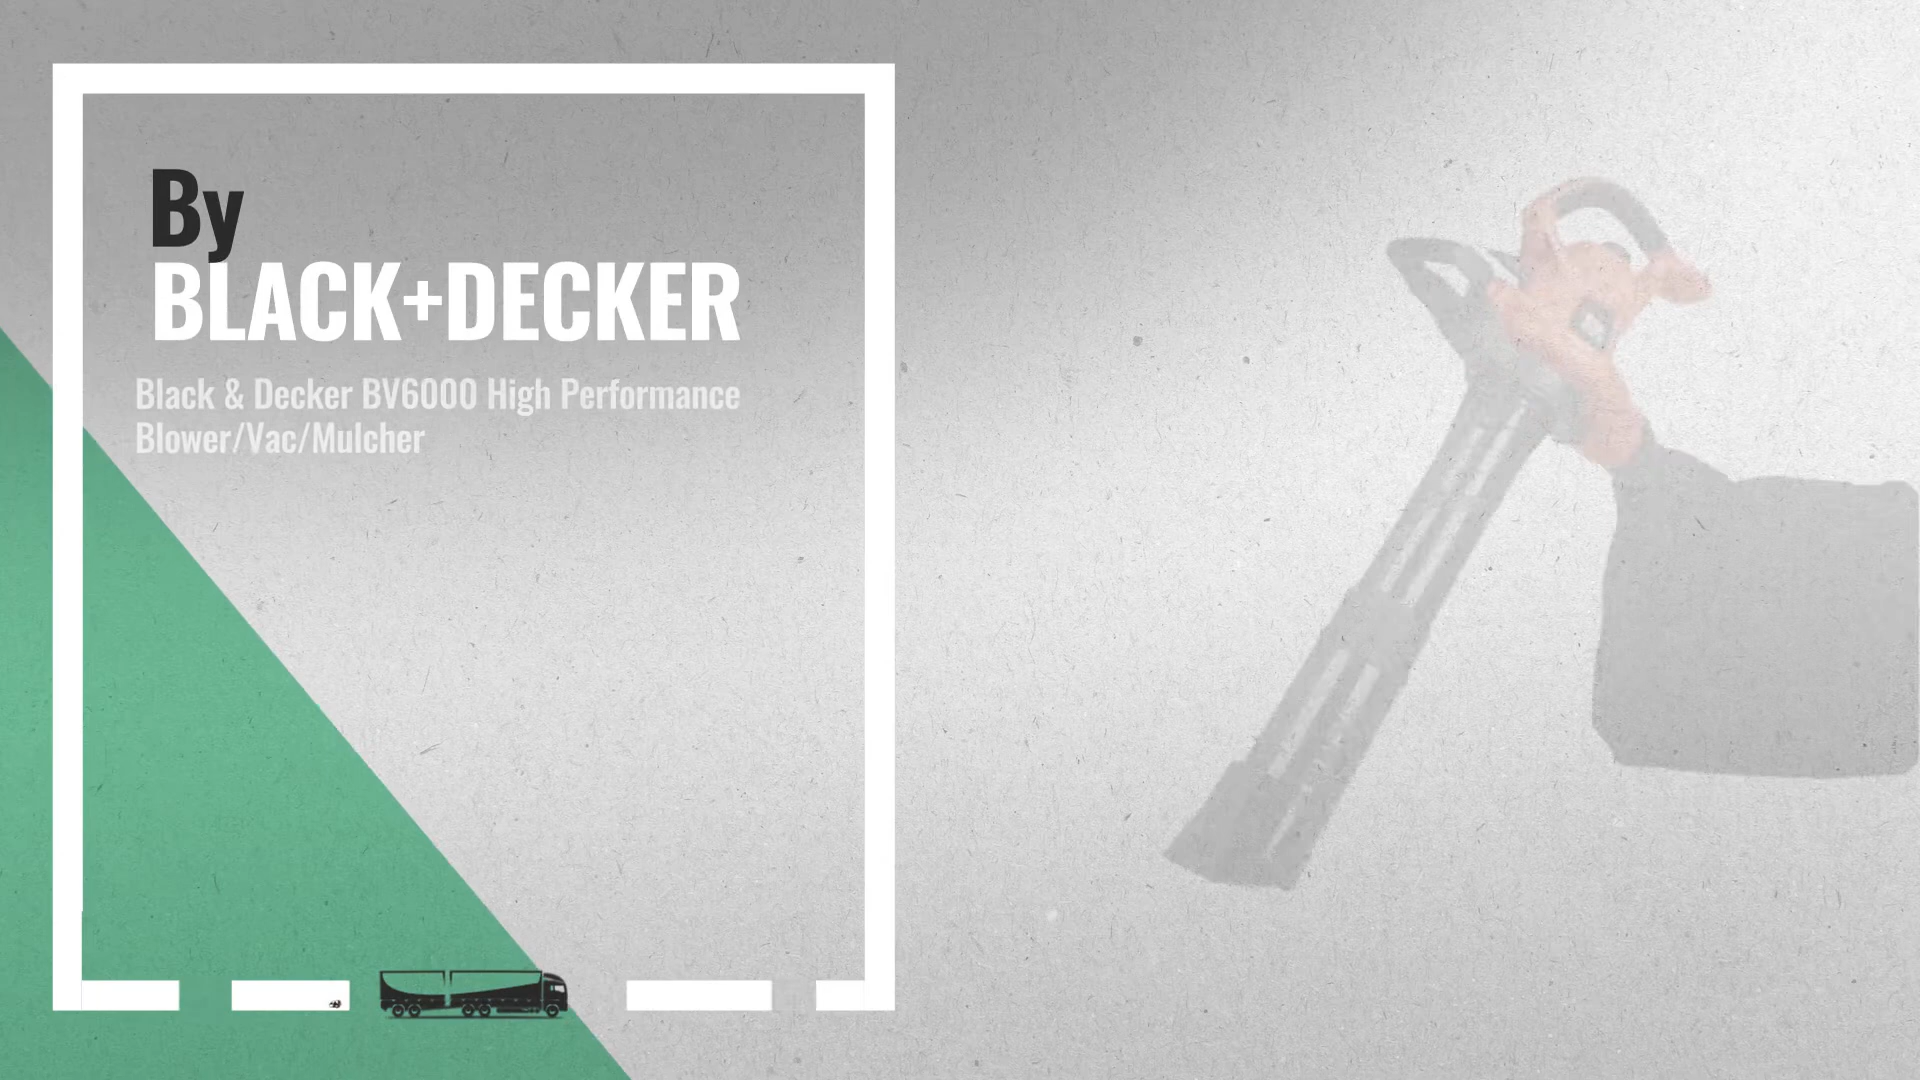 By
BLACK+DECKER
Black & Decker BV6000 High Performance
Blower/Vac/Mulcher